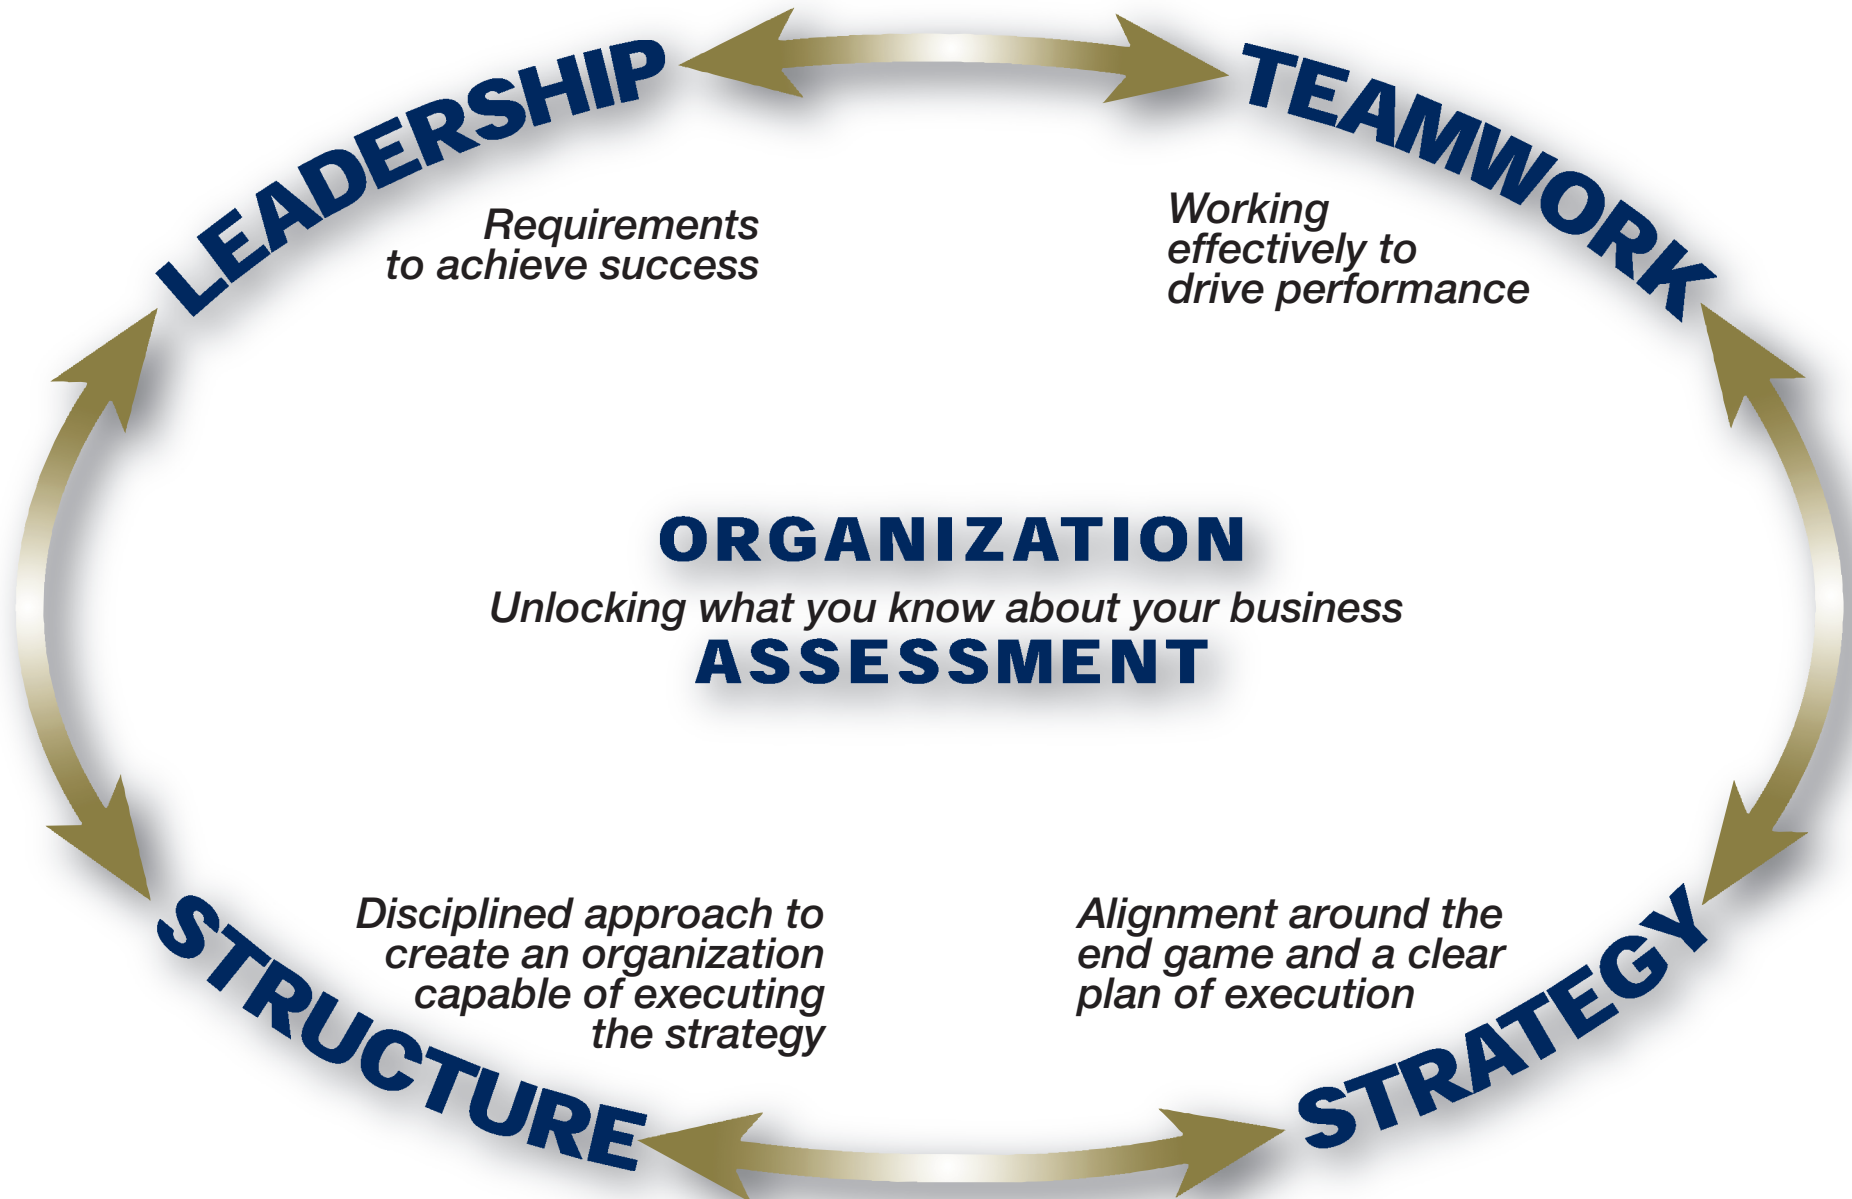 LEADERSHIP
Requirements
to achieve success
TEAMWORK
Working
effectively to
drive performance
ORGANIZATION
Unlocking what you know about your business
ASSESSMENT
STRUCTURE
Disciplined approach to
create an organization
capable of executing
the strategy
STRATEGY
Alignment around the
end game and a clear
plan of execution